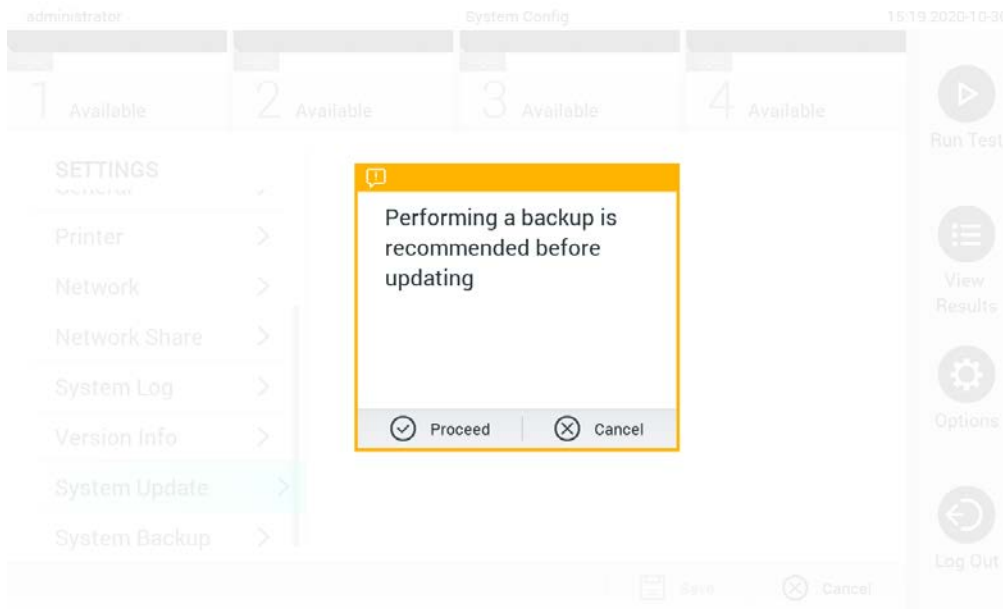 administrator
System Config
15:19 2020-10-30
1 Available
2 Available
3 Available
4 Available
Run Test
View
Results
Options
Log Out
SETTINGS
General
Printer
Network
Network Share
System Log
Version Info
System Update
System Backup
Performing a backup is
recommended before
updating
Proceed
Cancel
Save
Cancel